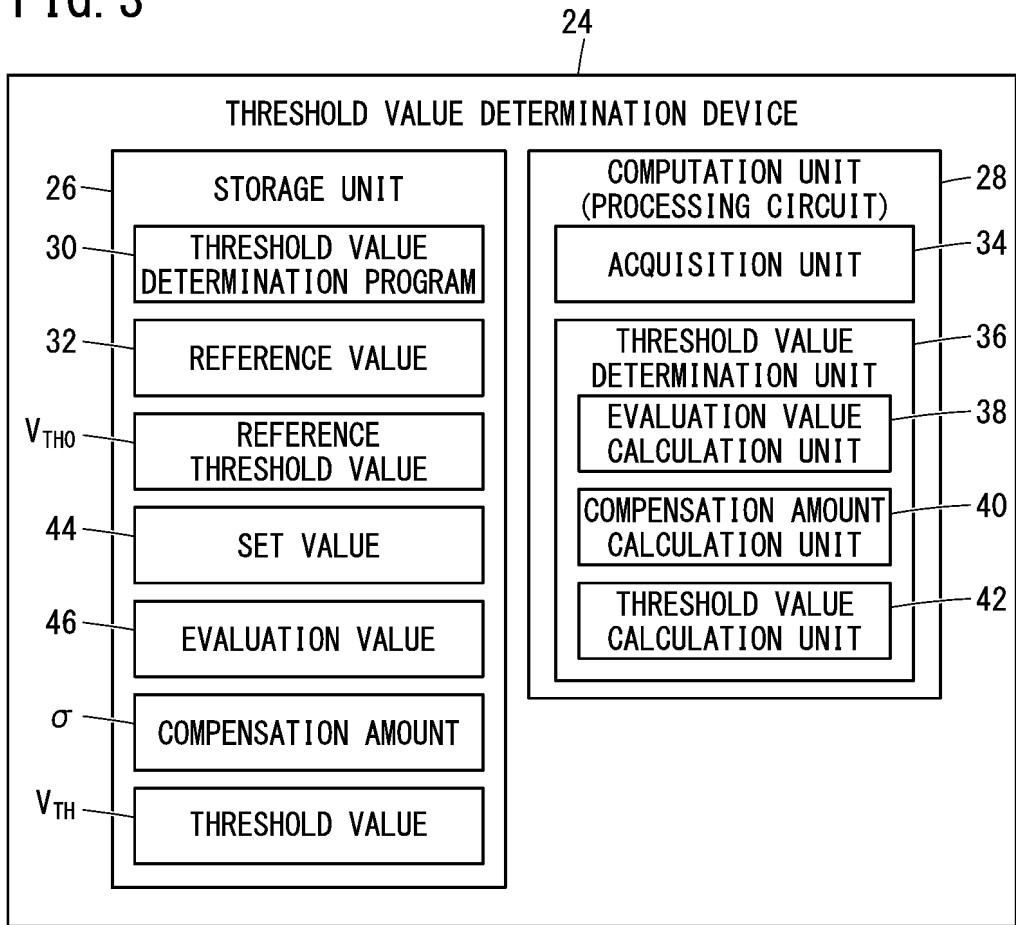 FIG. 3
24
THRESHOLD VALUE DETERMINATION DEVICE
26
STORAGE UNIT
30
THRESHOLD VALUE
DETERMINATION PROGRAM
32
REFERENCE VALUE
VTH0
REFERENCE
THRESHOLD VALUE
44
SET VALUE
46
EVALUATION VALUE
σ
COMPENSATION AMOUNT
VTH
THRESHOLD VALUE
COMPUTATION UNIT
(PROCESSING CIRCUIT)
28
ACQUISITION UNIT
34
THRESHOLD VALUE
DETERMINATION UNIT
36
EVALUATION VALUE
CALCULATION UNIT
38
COMPENSATION AMOUNT
CALCULATION UNIT
40
THRESHOLD VALUE
CALCULATION UNIT
42